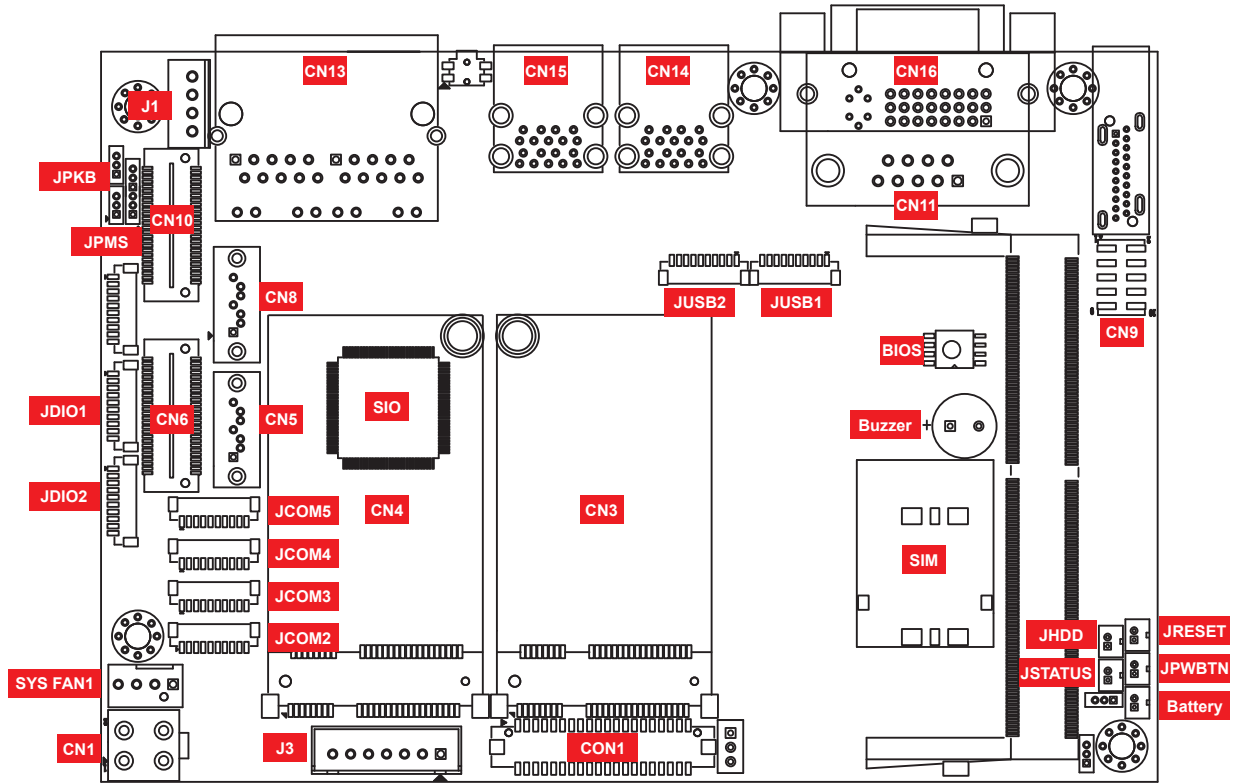 CN13
CN15
CN14
CN16
J1
JPKB
CN10
CN11
JPMS
CN8
JUSB2
JUSB1
CN9
BIOS
JDIO1
CN6
CN5
SIO
Buzzer +
JDIO2
JCOM5
CN4
CN3
JCOM4
SIM
JCOM3
JCOM2
JHDD
JRESET
SYS FAN1
JSTATUS
JPWBTN
Battery
CN1
J3
CON1